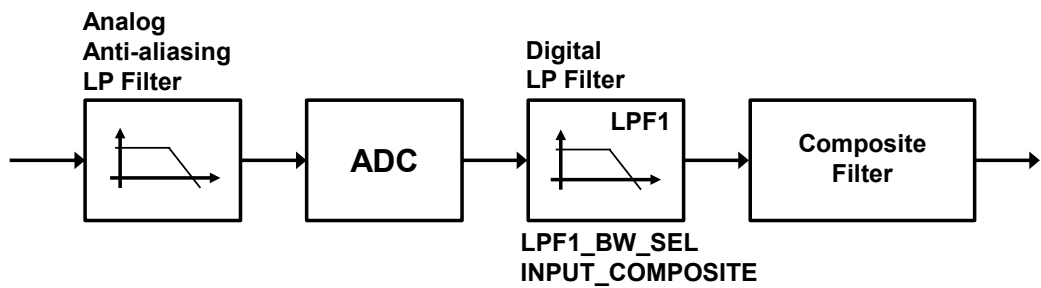 Analog
Anti-aliasing
LP Filter
ADC
Digital
LP Filter
LPF1
LPF1_BW_SEL
INPUT_COMPOSITE
Composite
Filter